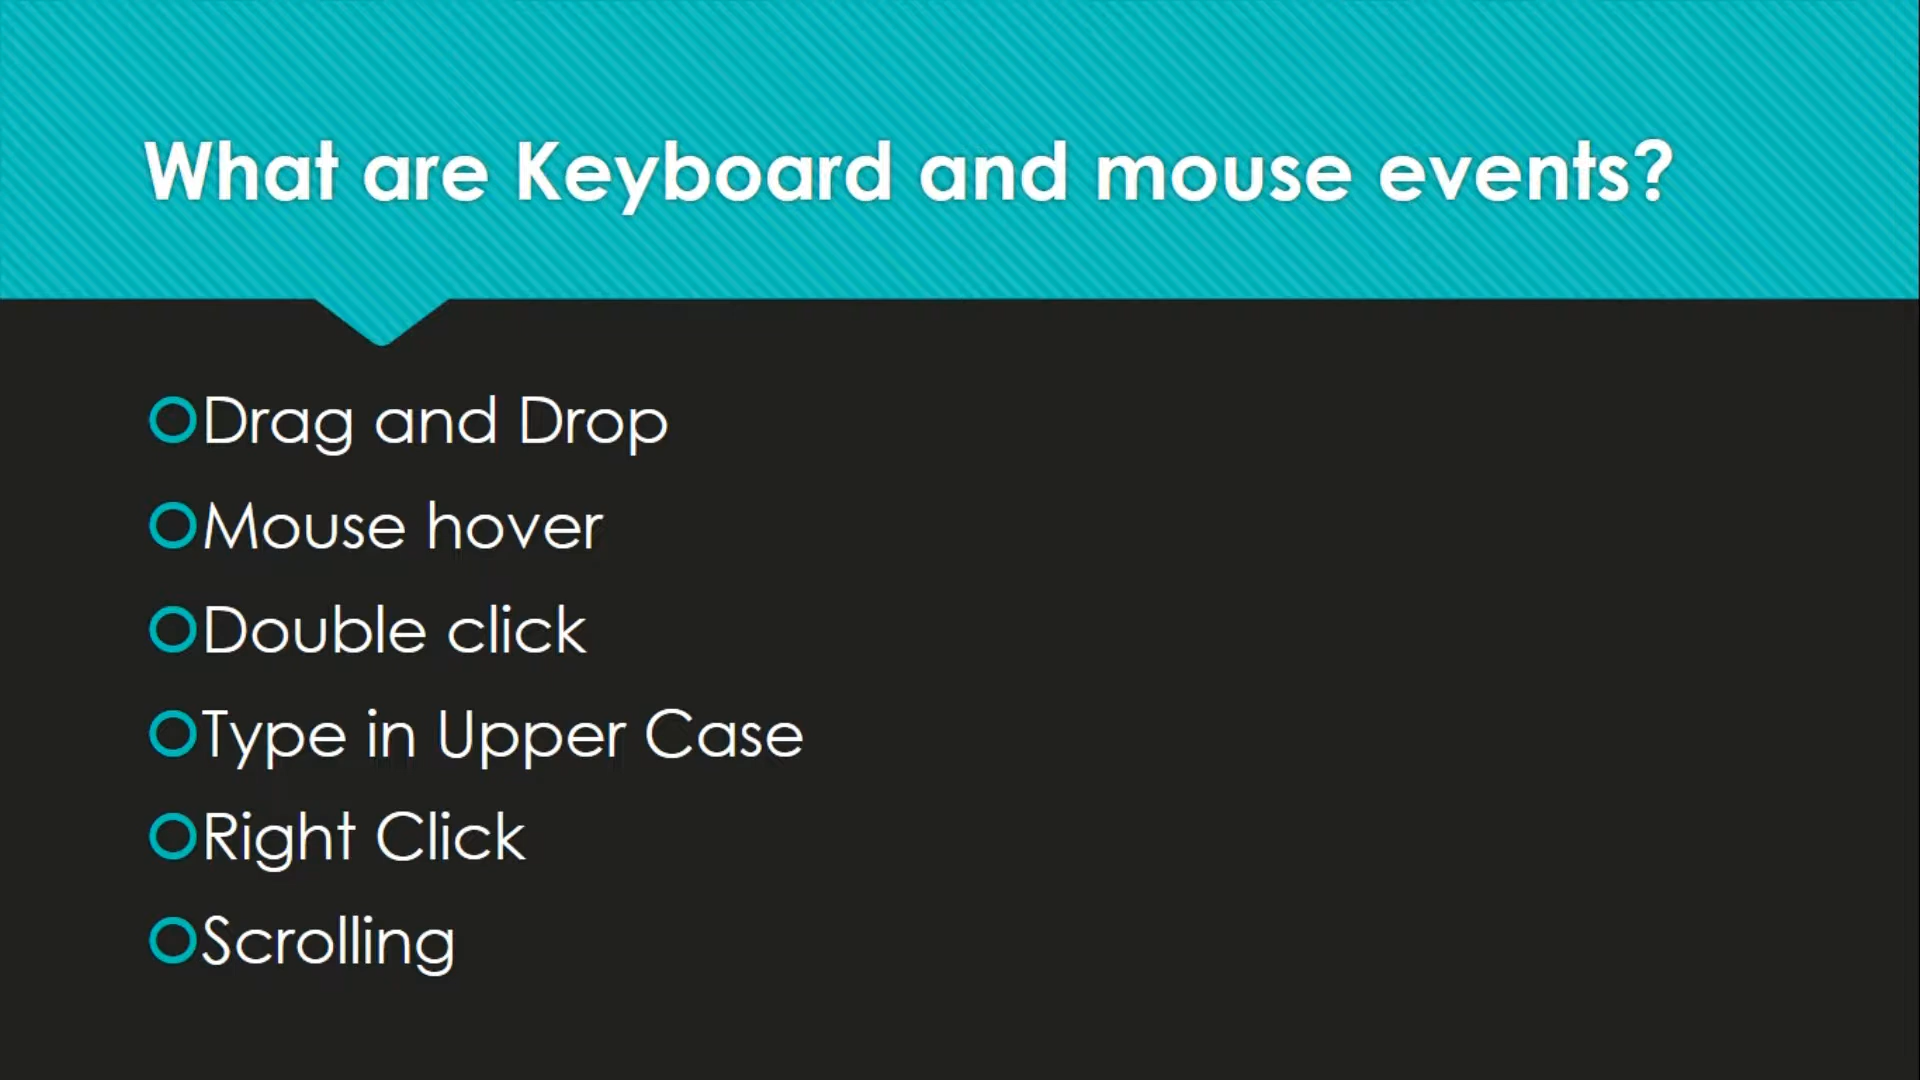 What are Keyboard and mouse events?
Drag and Drop
Mouse hover
Double click
Type in Upper Case
Right Click
Scrolling